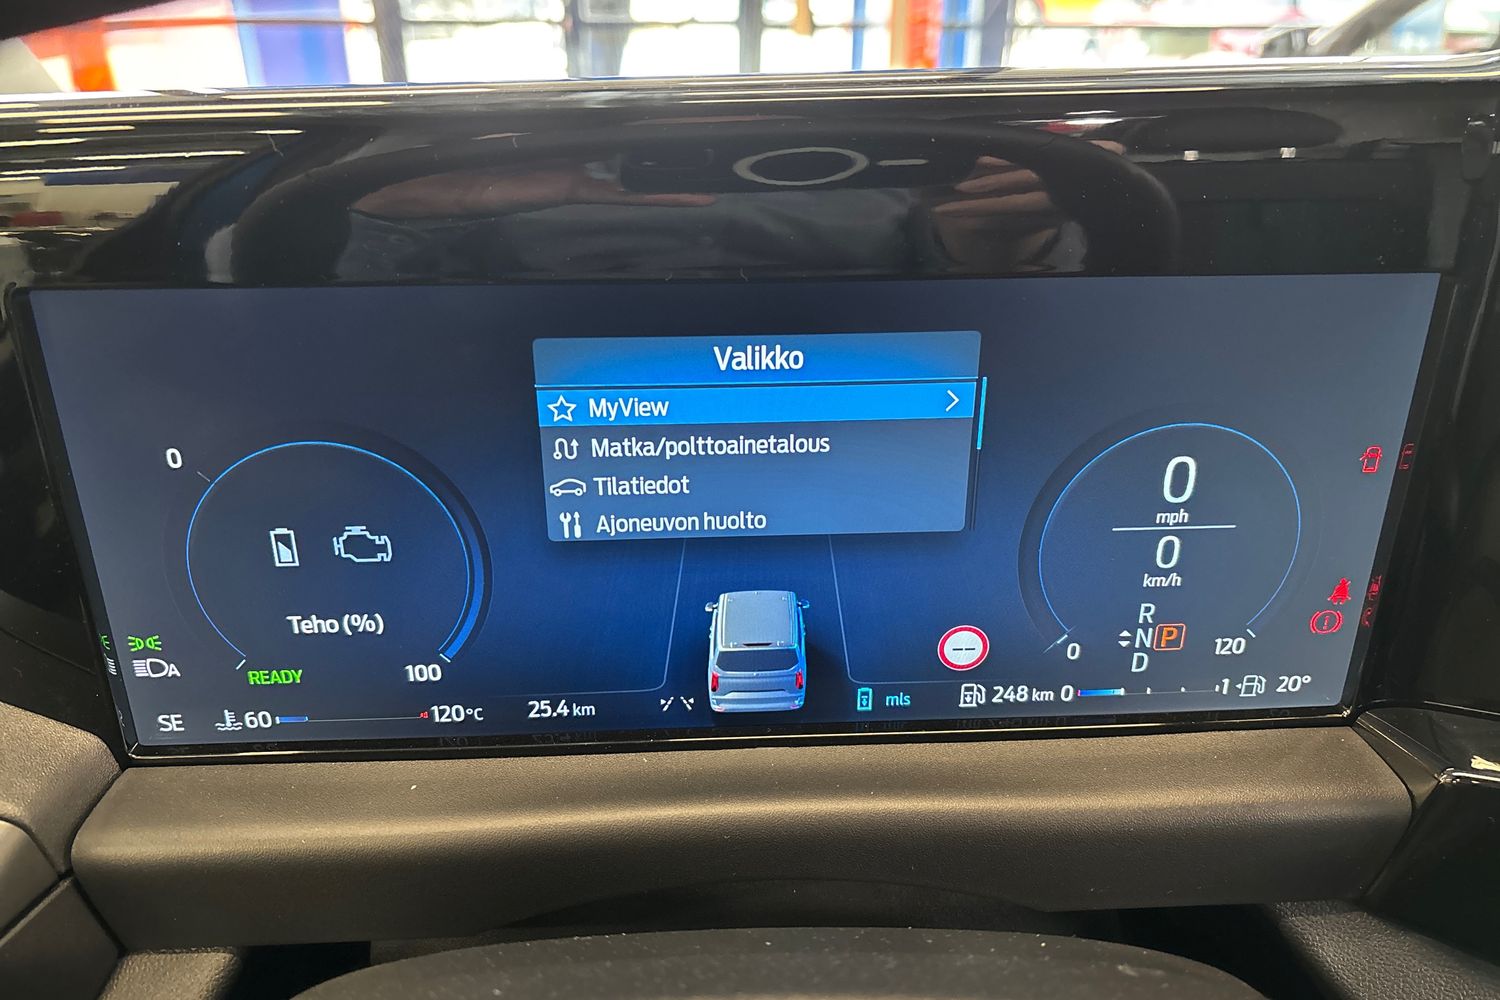 Valikko
MyView
Matka/polttoainetalous
Tilatiedot
Ajoneuvon huolto
0
Teho (%)
READY
100
A
SE
60
120°C
25.4 km
mls
248 km
0
1
20°
0
mph
0
km/h
R
N P
D
0
120
--